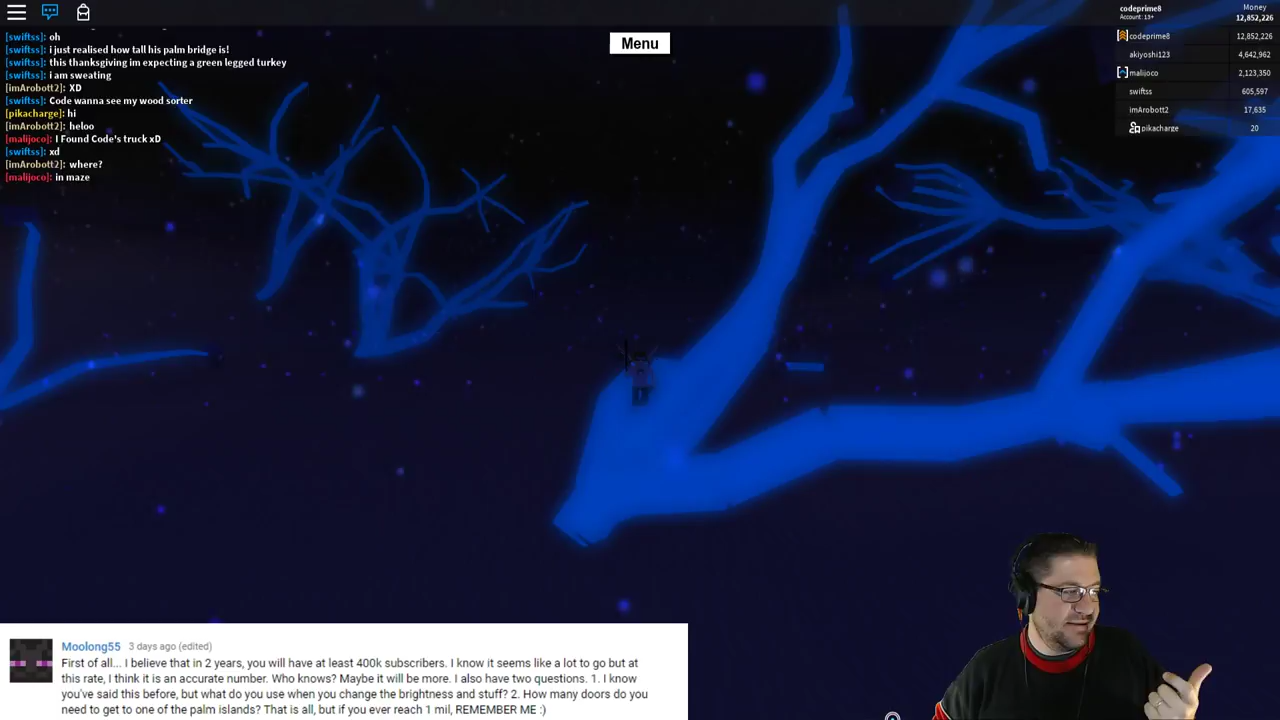 [swiftss]: oh
[swiftss]: i just realised how tall his palm bridge is!
[swiftss]: this thanksgiving im expecting a green legged turkey
[swiftss]: i am sweating
[imArobott2]: XD
[swiftss]: Code wanna see my wood sorter
[pikacharge]: hi
[imArobott2]: heloo
[malijoco]: I Found Code's truck xD
[swiftss]: xd
[imArobott2]: where?
[malijoco]: in maze
Menu
codeprime8 Money
Account: 13+ 12,852,226
codeprime8 12,852,226
akiyoshi123 4,642,962
malijoco 2,123,350
swiftss 605,597
imArobott2 17,635
pikacharge 20
Moolong55 3 days ago (edited)
First of all... I believe that in 2 years, you will have at least 400k subscribers. I know it seems like a lot to go but at
this rate, I think it is an accurate number. Who knows? Maybe it will be more. I also have two questions. 1. I know
you've said this before, but what do you use when you change the brightness and stuff? 2. How many doors do you
need to get to one of the palm islands? That is all, but if you ever reach 1 mil, REMEMBER ME :)